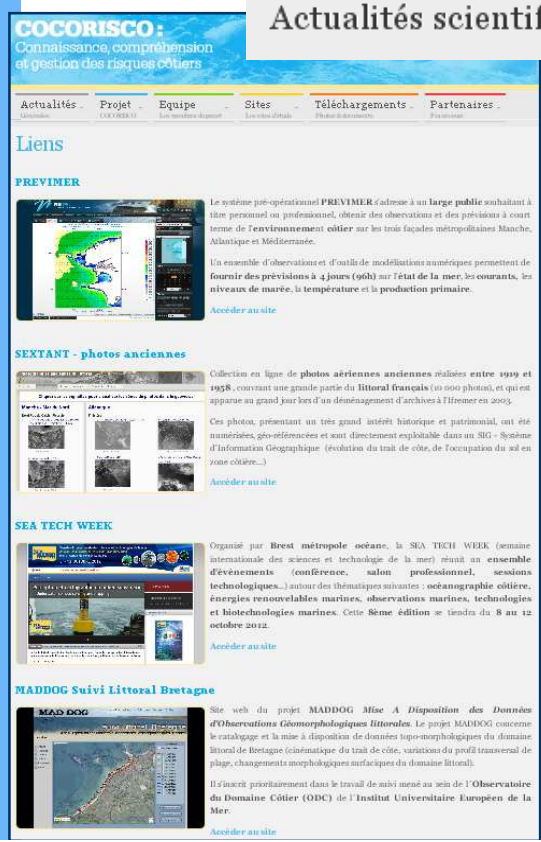 Actualités scientif
COCORISCO :
Connaissance, compréhension
et gestion des risques côtiers
Actualités Projet Equipe Sites Téléchargements Partenaires
Générales COCORISCO Les membres du projet Les sites d'étude Photos & documents Financeurs
Liens
PREVIMER
Le système pré-opérationnel PREVIMER s'adresse à un large public souhaitant à
titre personnel ou professionnel, obtenir des observations et des prévisions à court
terme de l'environnement côtier sur les trois façades métropolitaines Manche,
Atlantique et Méditerranée.
Un ensemble d'observations et d'outils de modélisations numériques permettent de
fournir des prévisions à 4 jours (96h) sur l'état de la mer, les courants, les
niveaux de marée, la température et la production primaire.
Accéder au site
SEXTANT - photos anciennes
Collection en ligne de photos aériennes anciennes réalisées entre 1919 et
1958 , couvrant une grande partie du littoral français (10 000 photos), et qui est
apparue au grand jour lors d'un déménagement d'archives à l'Ifremer en 2003.
Ces photos, présentant un très grand intérêt historique et patrimonial, ont été
numérisées, géo-référencées et sont directement exploitable dans un SIG - Système
d'Information Géographique (évolution du trait de côte, de l'occupation du sol en
zone côtière...)
Accéder au site
SEA TECH WEEK
Organisé par Brest métropole océane, la SEA TECH WEEK (semaine
internationale des sciences et technologie de la mer) réunit un ensemble
d'évènements (conférence, salon professionnel, sessions
technologiques...) autour des thématiques suivantes : océanographie côtière,
énergies renouvelables marines, observations marines, technologies
et biotechnologies marines. Cette 8ème édition se tiendra du 8 au 12
octobre 2012.
Accéder au site
MADDOG Suivi Littoral Bretagne
MAD DOG
Site web du projet MADDOG Mise A Disposition des Données
d'Observations Géomorphologiques littorales. Le projet MADDOG concerne
le catalogage et la mise à disposition de données topo-morphologiques du domaine
littoral de Bretagne (cinématique du trait de côte, variations du profil transversal de
plage, changements morphologiques surfaciques du domaine littoral).
Il s'inscrit prioritairement dans le travail de suivi mené au sein de l'Observatoire
du Domaine Côtier (ODC) de l'Institut Universitaire Européen de la
Mer.
Accéder au site